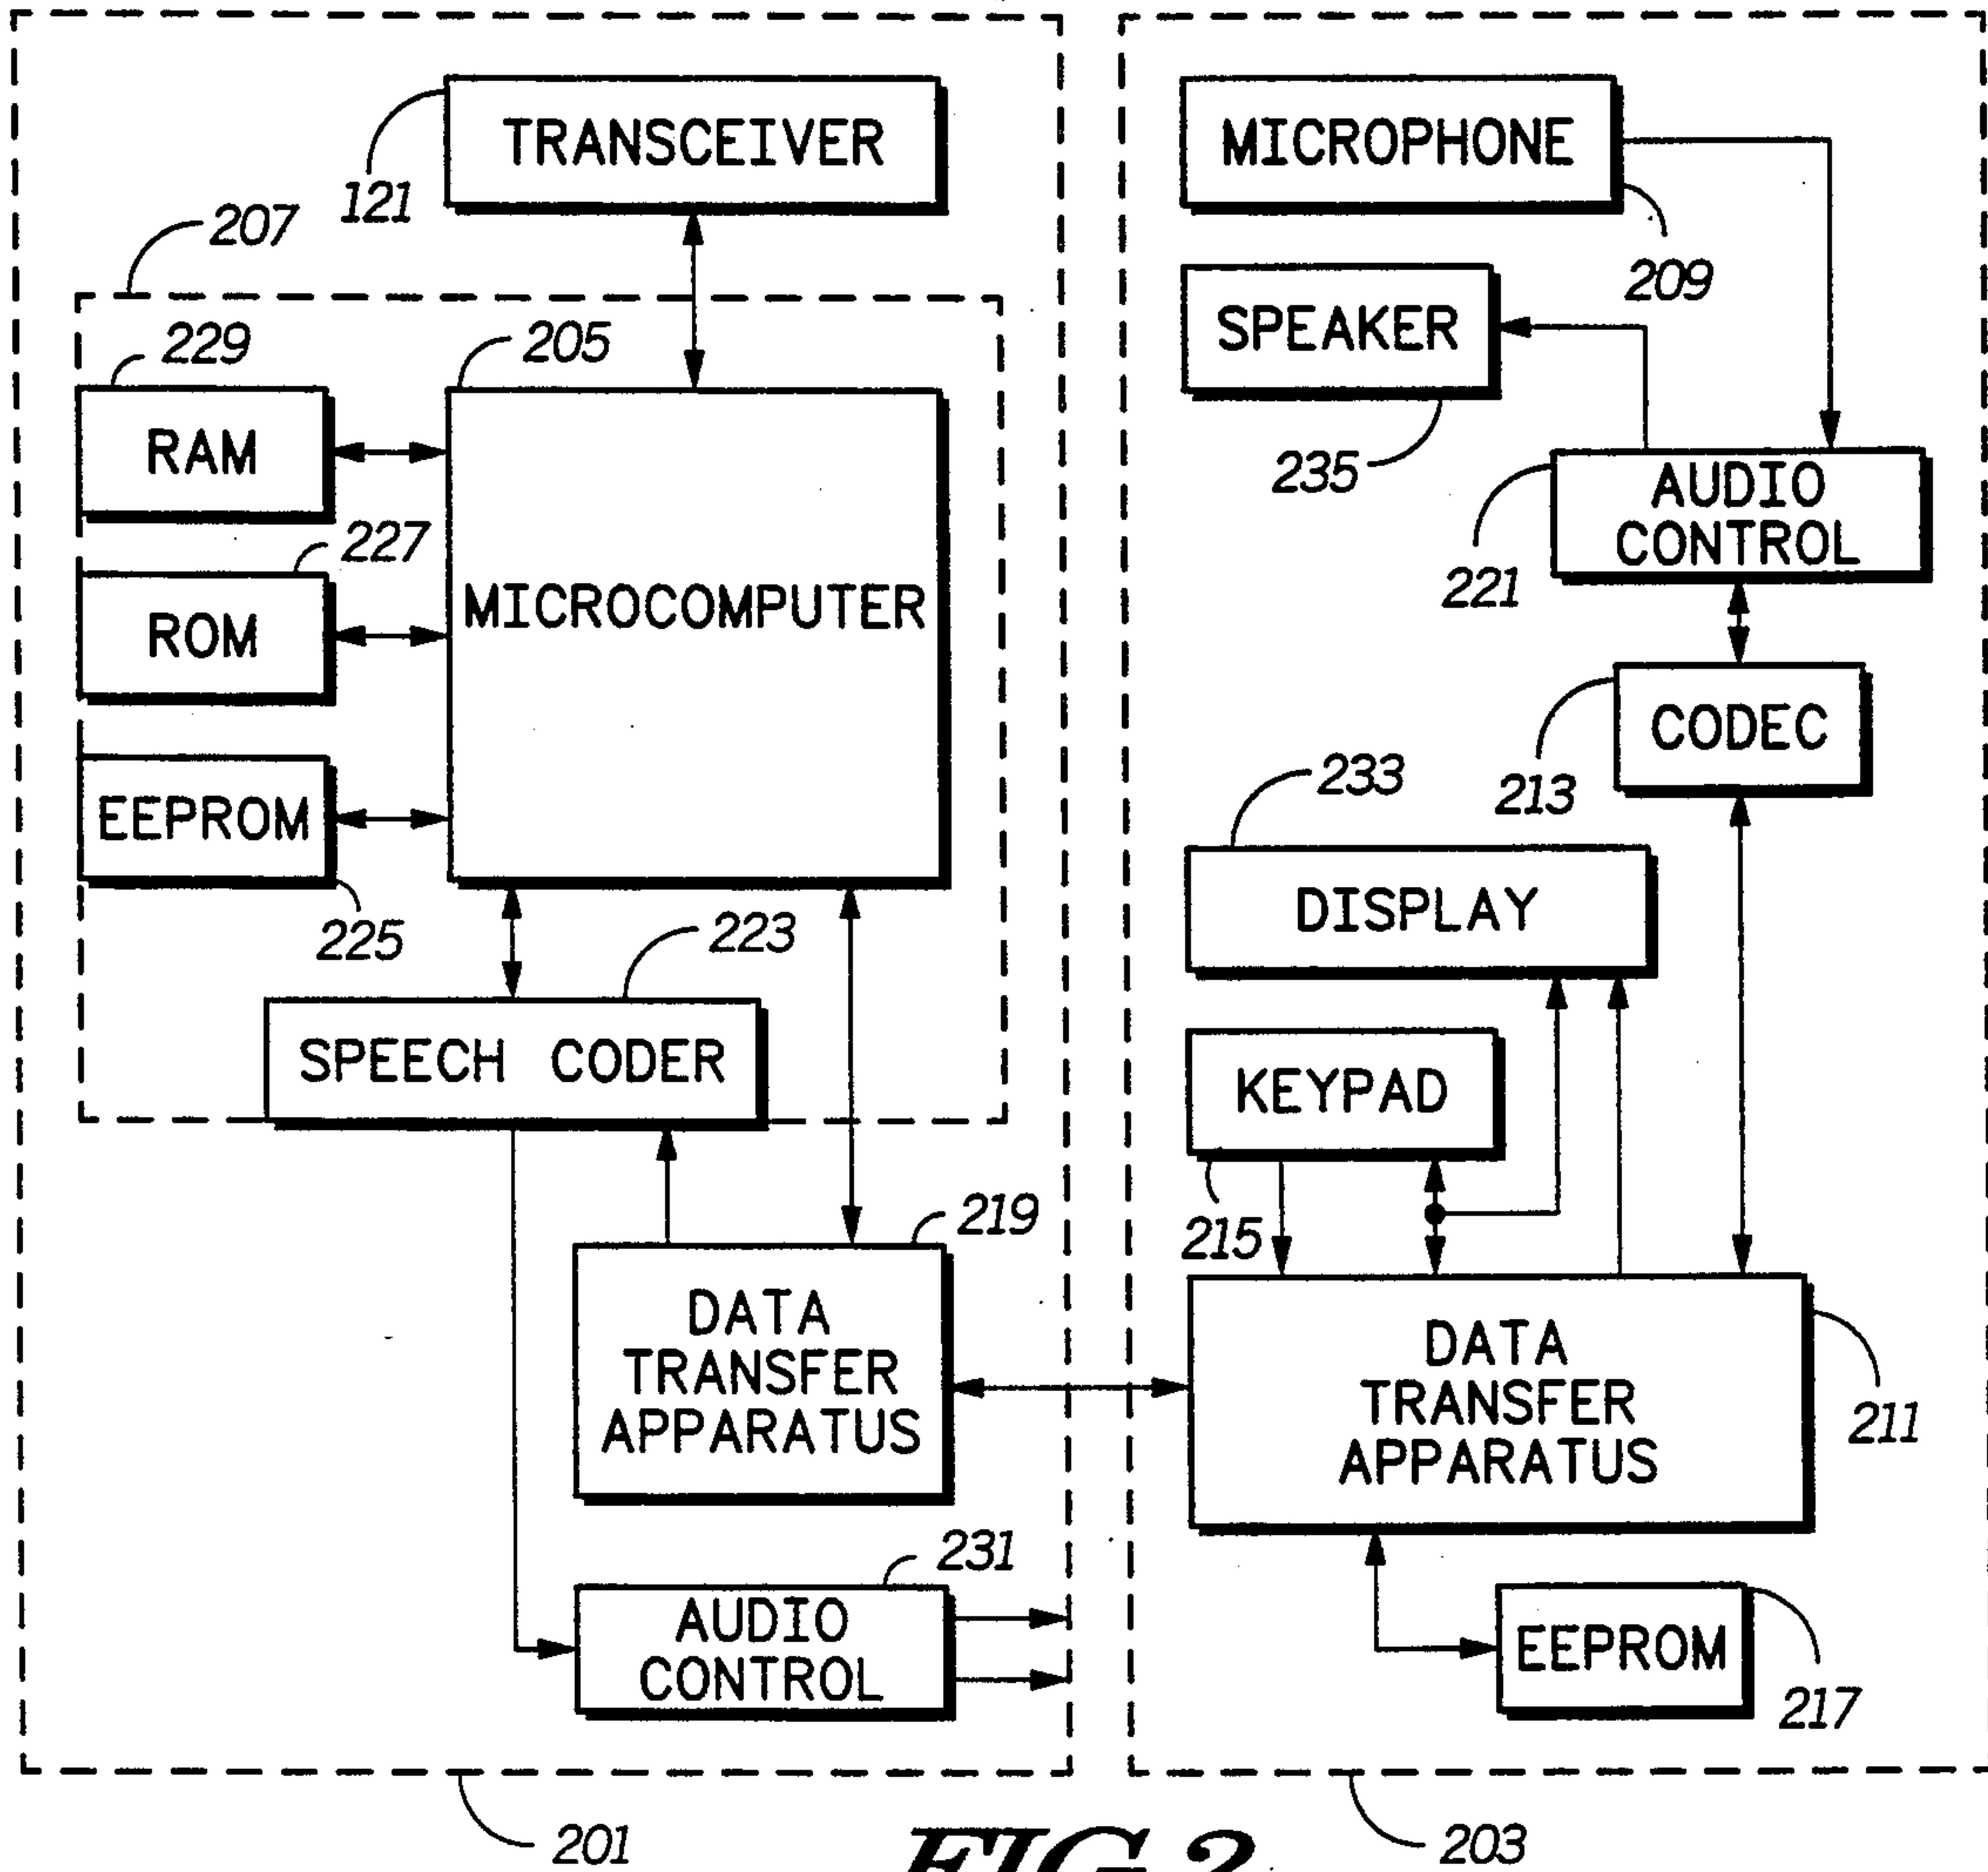 TRANSCEIVER
121
207
229
205
RAM
227
ROM
MICROCOMPUTER
EEPROM
225
223
SPEECH CODER
219
DATA
TRANSFER
APPARATUS
231
AUDIO
CONTROL
201
MICROPHONE
209
SPEAKER
235
AUDIO
CONTROL
221
CODEC
213
233
DISPLAY
KEYPAD
215
DATA
TRANSFER
APPARATUS
211
EEPROM
217
203
FIG.2